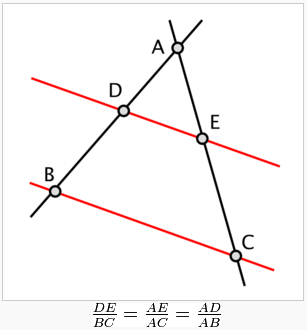 A
D
E
B
C
DE/BC = AE/AC = AD/AB